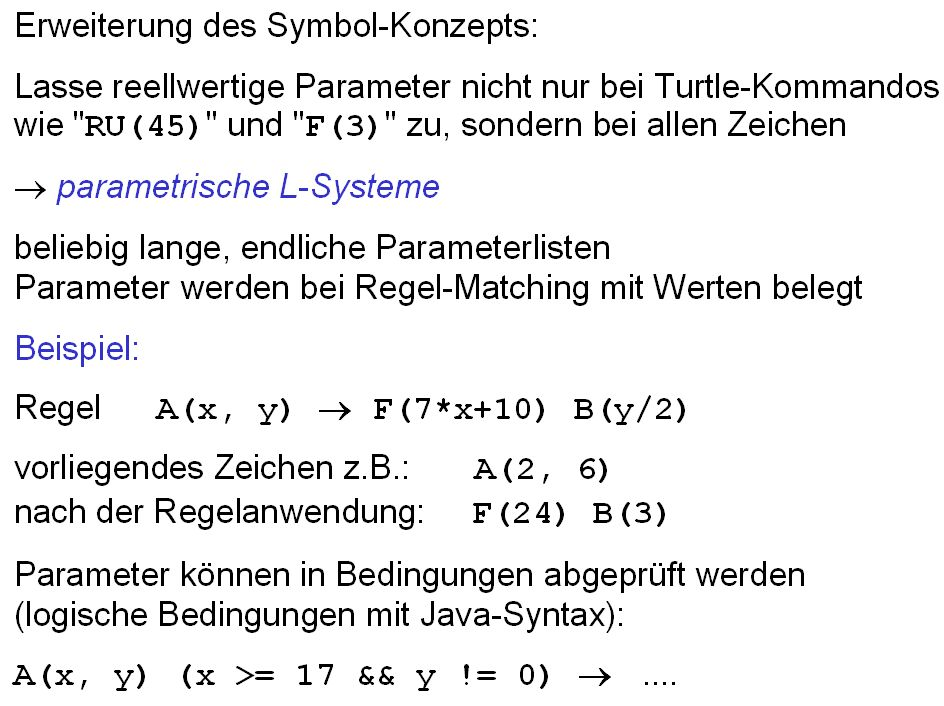 Erweiterung des Symbol-Konzepts:
Lasse reellwertige Parameter nicht nur bei Turtle-Kommandos
wie "RU(45)" und "F(3)" zu, sondern bei allen Zeichen
→ parametrische L-Systeme
beliebig lange, endliche Parameterlisten
Parameter werden bei Regel-Matching mit Werten belegt
Beispiel:
Regel A(x, y) → F(7*x+10) B(y/2)
vorliegendes Zeichen z.B.: A(2, 6)
nach der Regelanwendung: F(24) B(3)
Parameter können in Bedingungen abgeprüft werden
(logische Bedingungen mit Java-Syntax):
A(x, y) (x >= 17 && y != 0) → ....